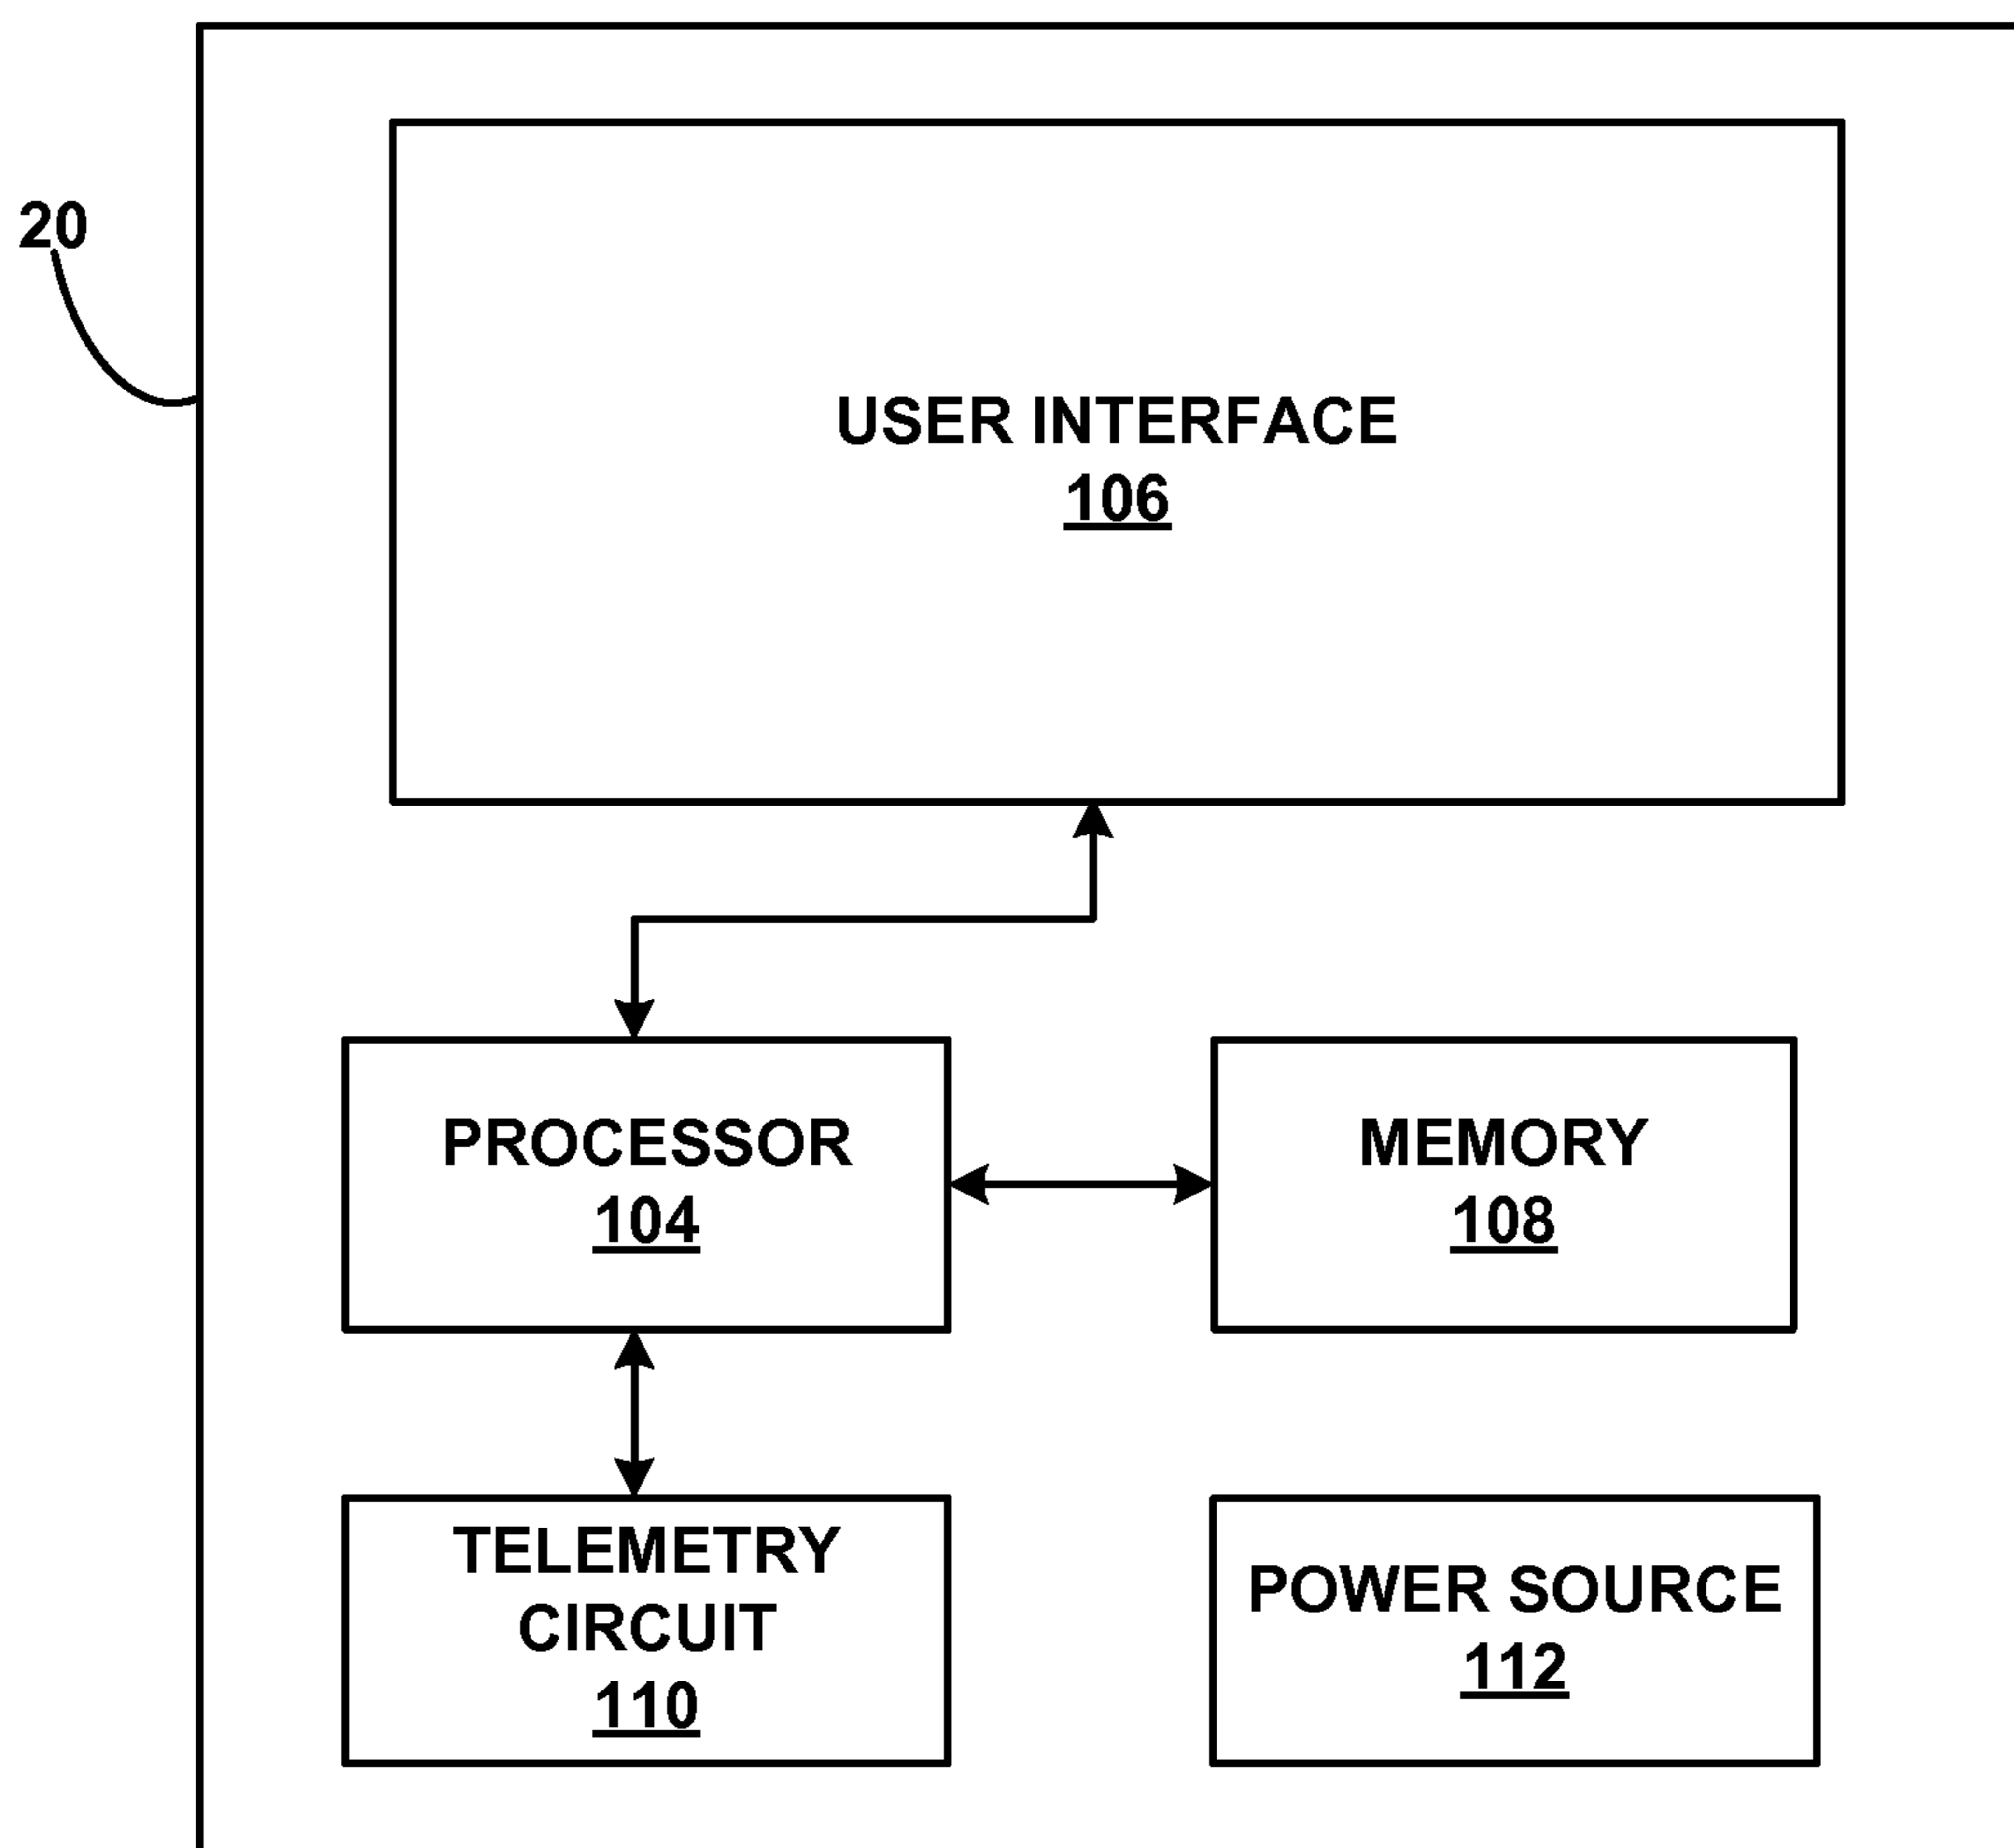 20
USER INTERFACE
106
PROCESSOR
104
MEMORY
108
TELEMETRY
CIRCUIT
110
POWER SOURCE
112